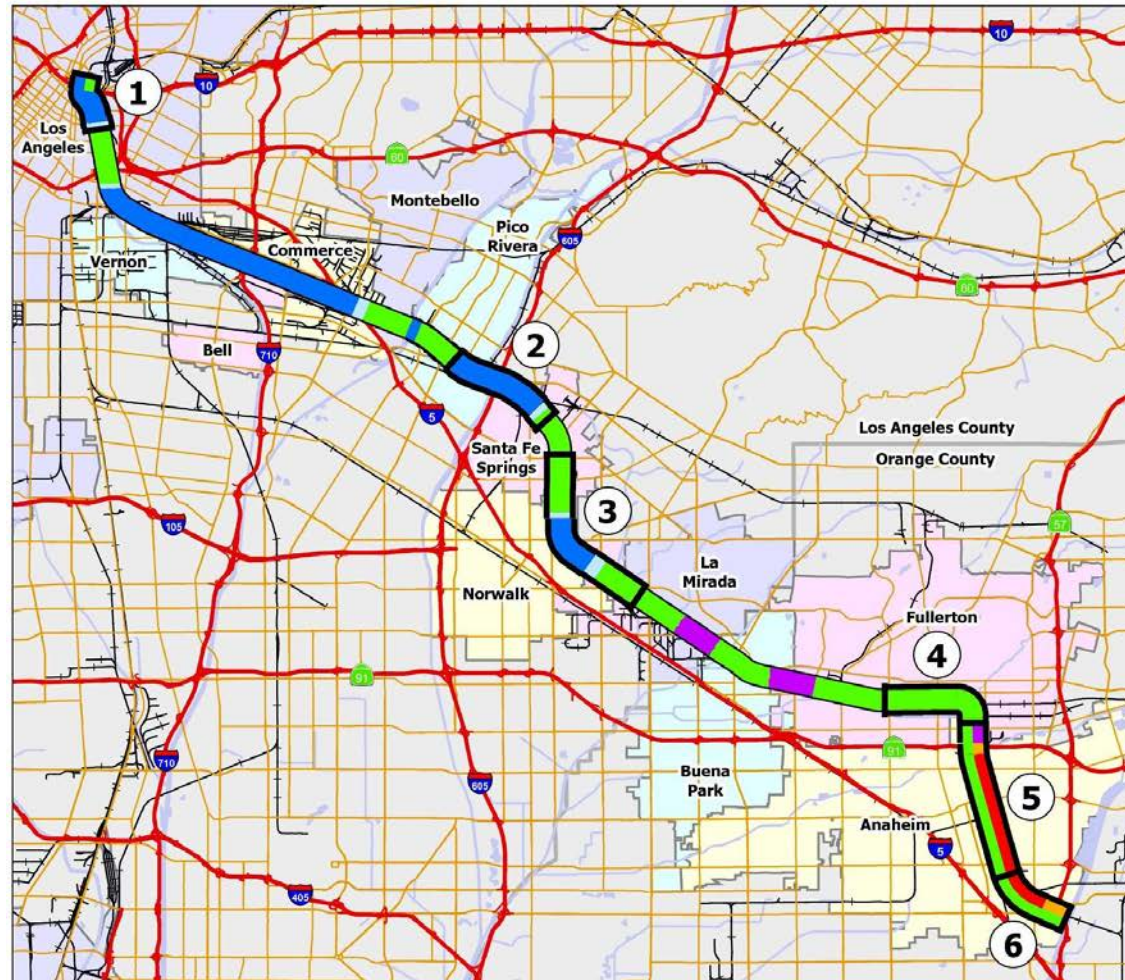 10
1
10
Los
Angeles
60
Montebello
Pico
Rivera
605
Commerce
Vernon
60
Bell
710
2
5
Los Angeles County
Orange County
Santa Fe
Springs
3
105
57
La
Mirada
Norwalk
Fullerton
4
91
91
710
605
Buena
Park
5
Anaheim
5
405
6